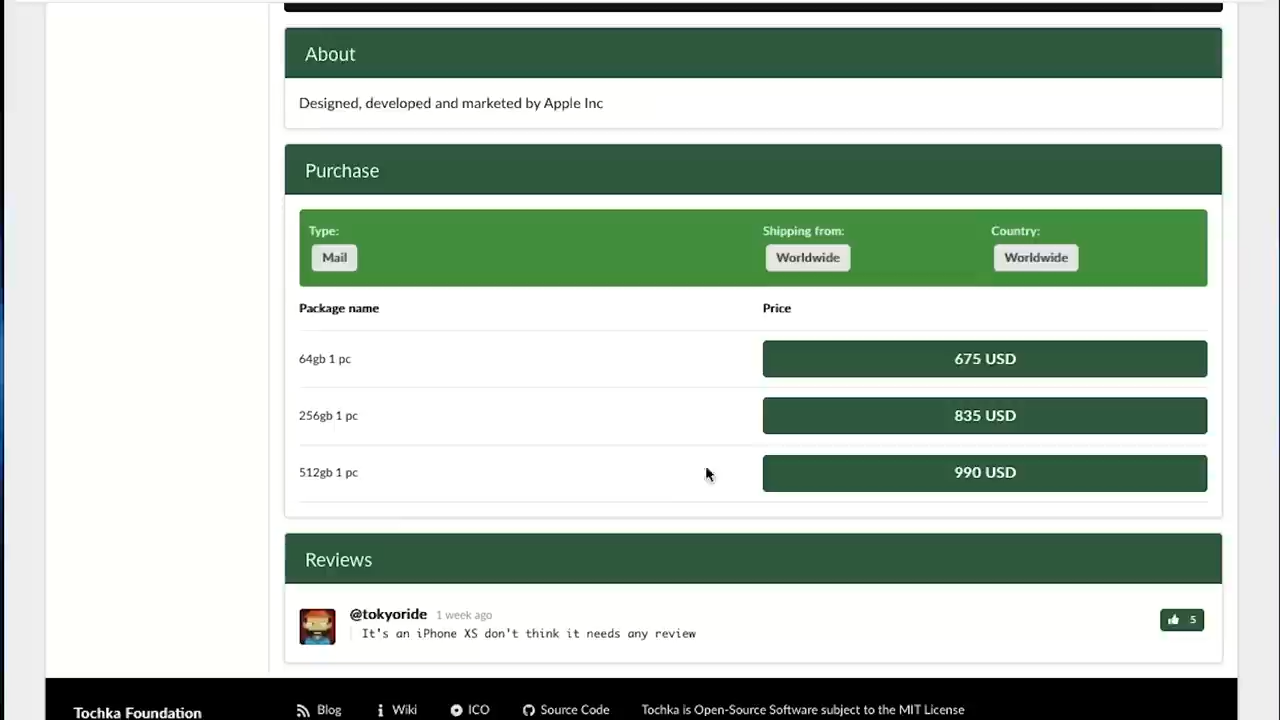 About
Designed, developed and marketed by Apple Inc
Purchase
Type: Shipping from: Country:
Mail Worldwide Worldwide
Package name Price
64gb 1 pc 675 USD
256gb 1 pc 835 USD
512gb 1 pc 990 USD
Reviews
@tokyoride 1 week ago
It's an iPhone XS don't think it needs any review
5
Tochka Foundation Blog Wiki ICO Source Code Tochka is Open-Source Software subject to the MIT License